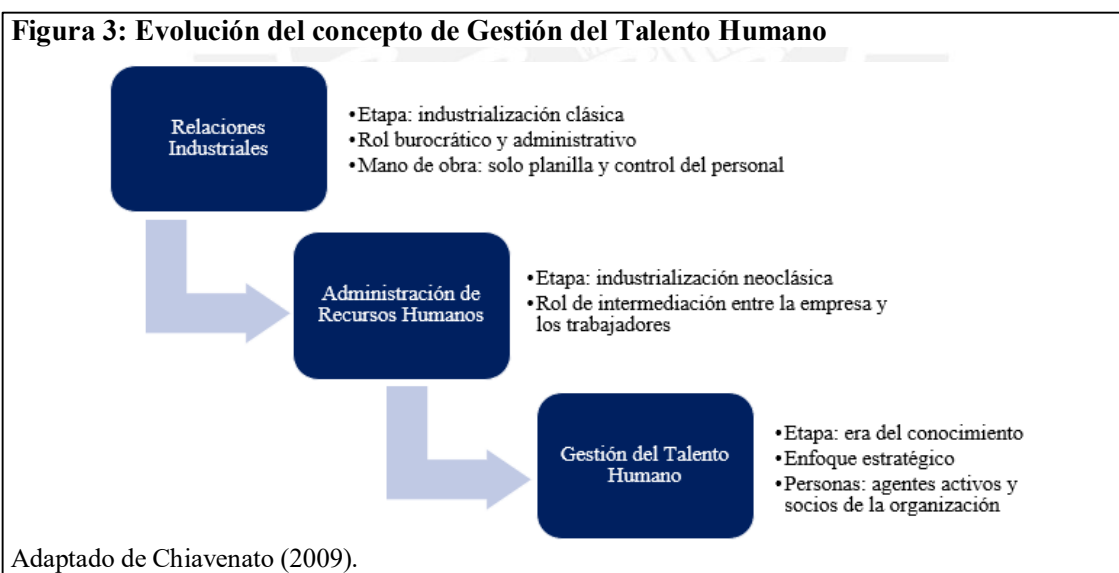 Figura 3: Evolución del concepto de Gestión del Talento Humano
Relaciones
Industriales
•Etapa: industrialización clásica
•Rol burocrático y administrativo
•Mano de obra: solo planilla y control del personal
Administración de
Recursos Humanos
•Etapa: industrialización neoclásica
•Rol de intermediación entre la empresa y
los trabajadores
Gestión del Talento
Humano
•Etapa: era del conocimiento
•Enfoque estratégico
•Personas: agentes activos y
socios de la organización
Adaptado de Chiavenato (2009).